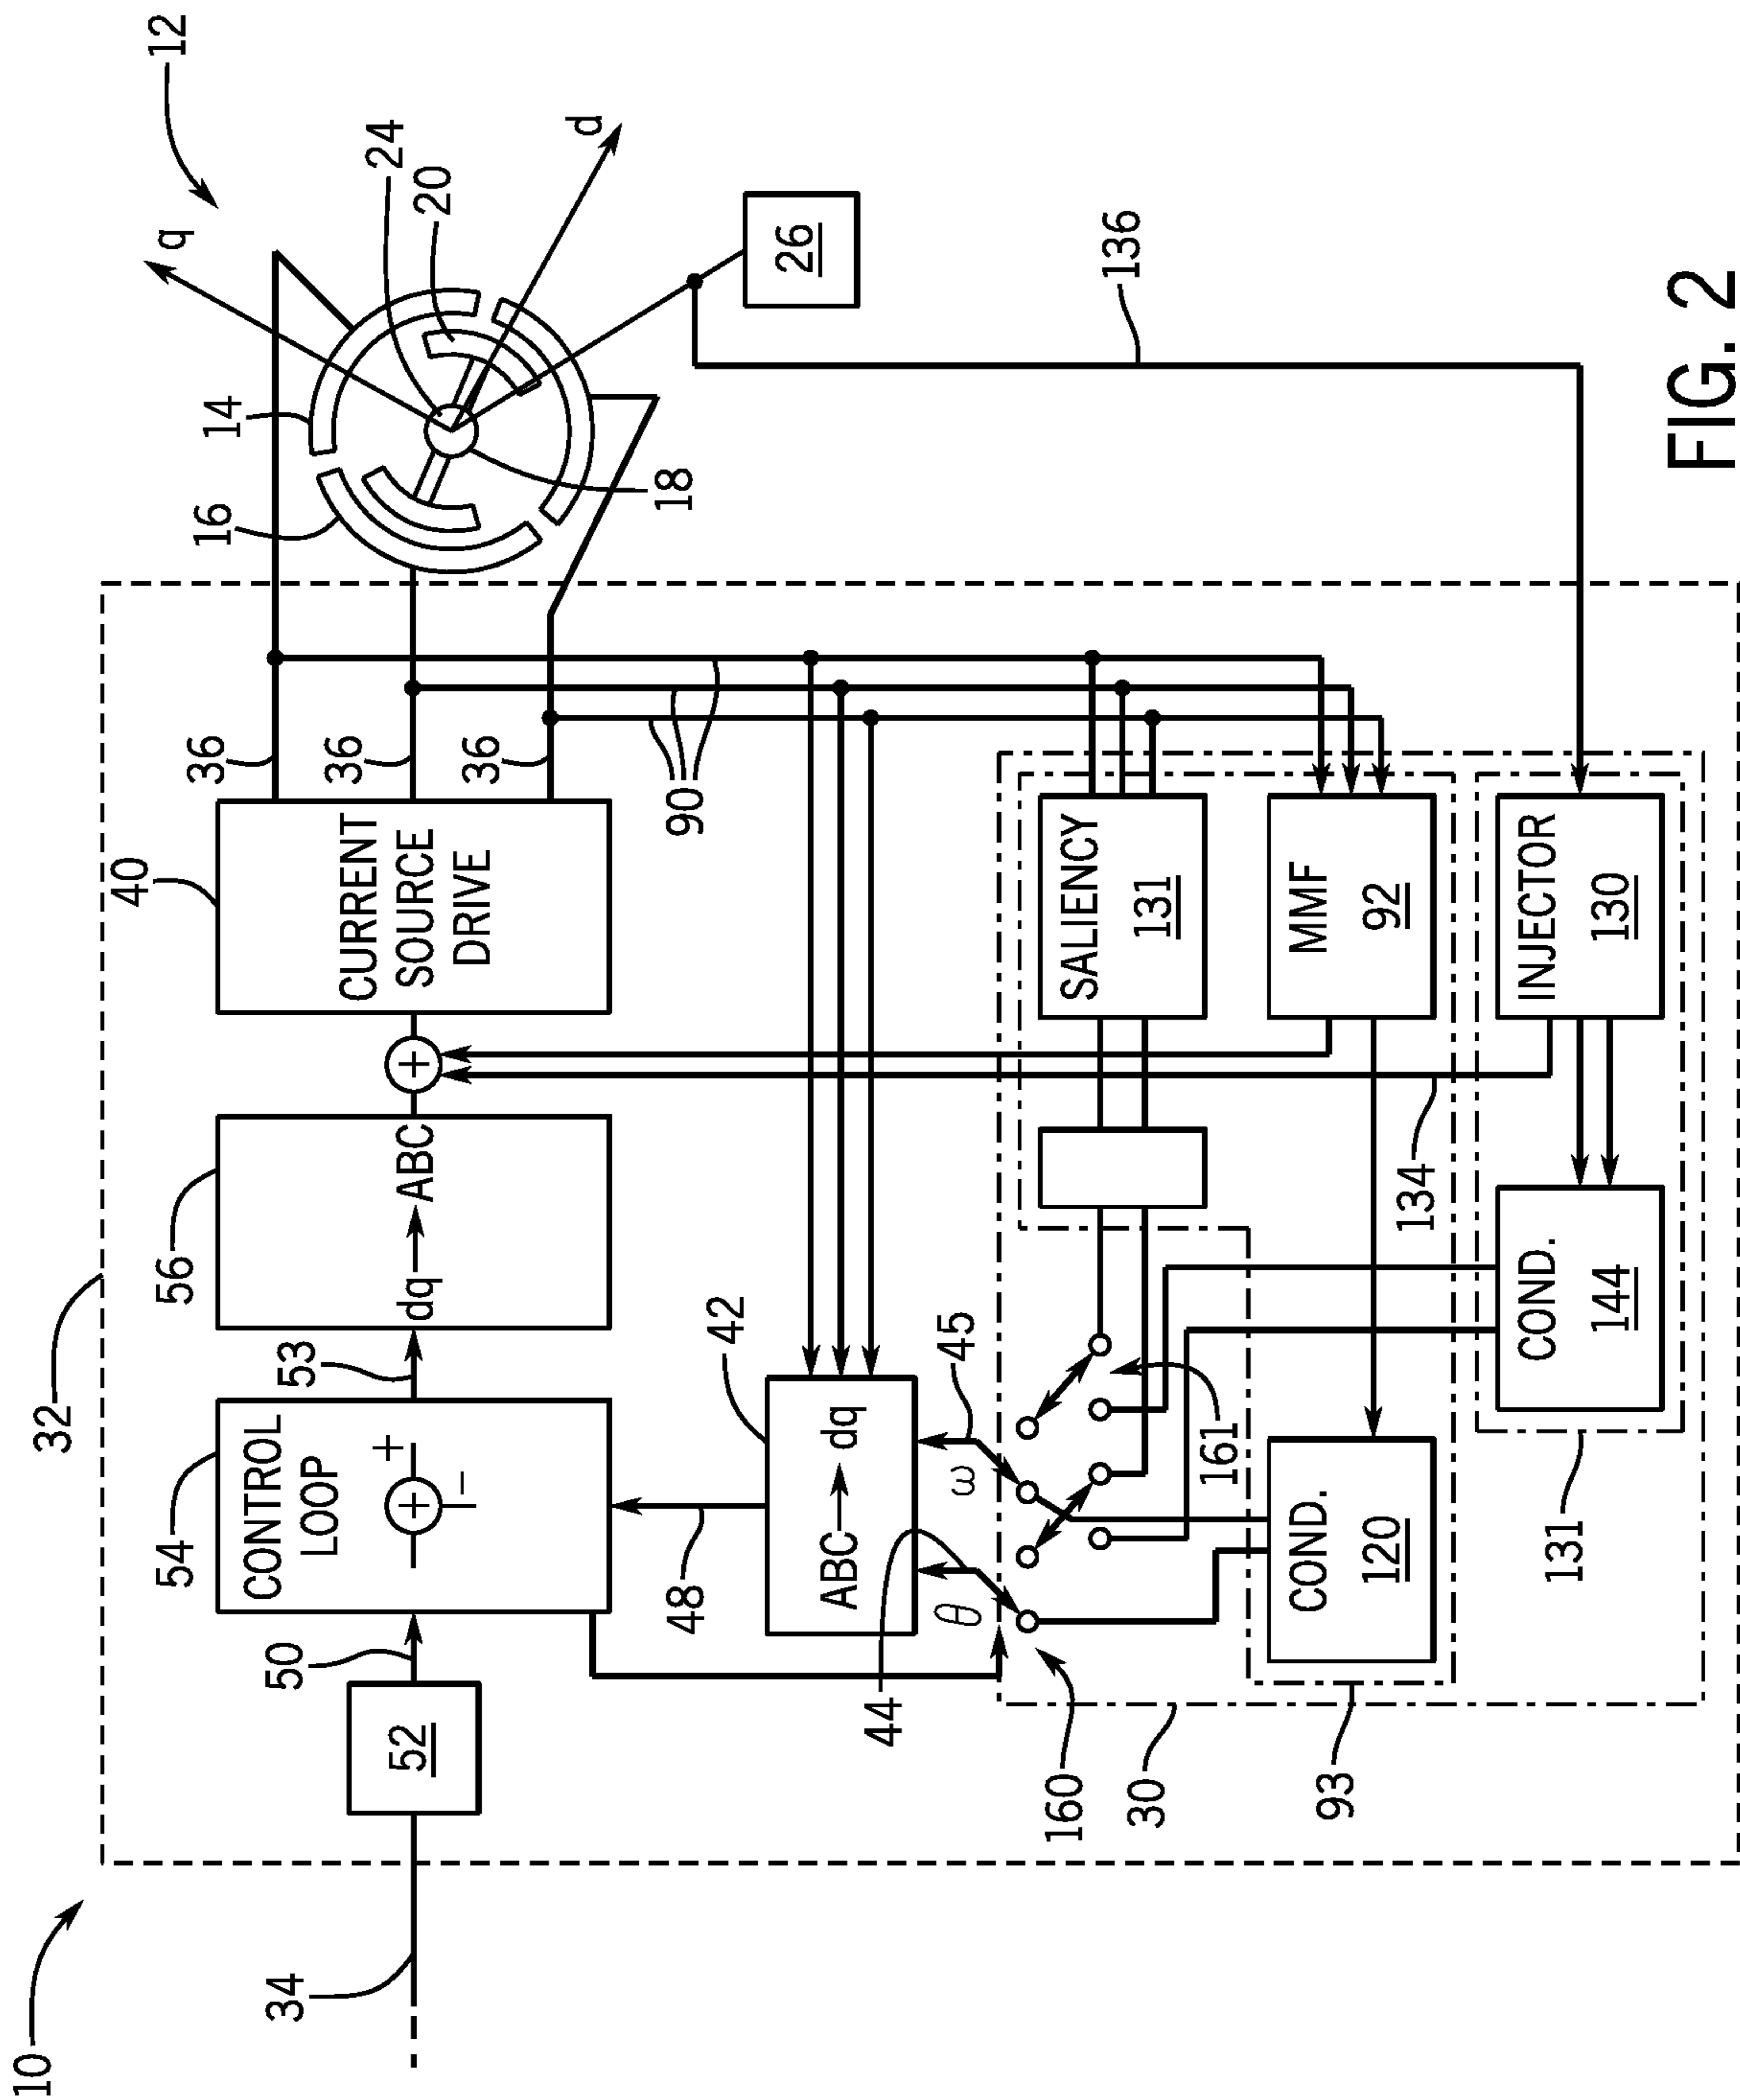 10
32
12
34
52
50
54
CONTROL
LOOP
+
+
−
53
56
dq → ABC
+
40
CURRENT
SOURCE
DRIVE
36
36
36
16
14
q
24
20
d
18
26
136
90
48
42
ABC → dq
44
θ
ω
45
160
161
30
93
SALIENCY
131
MMF
92
INJECTOR
130
COND.
120
COND.
144
134
131
FIG. 2